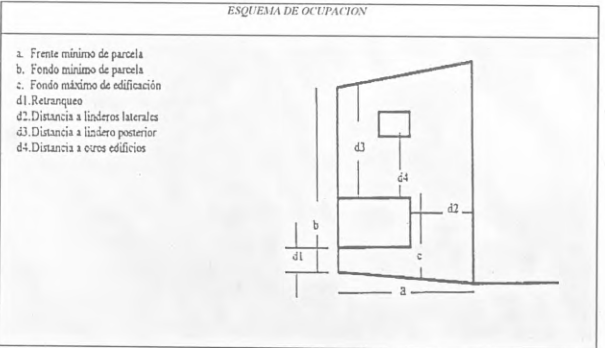 ESQUEMA DE OCUPACION
a. Frente mínimo de parcela
b. Fondo mínimo de parcela
c. Fondo máximo de edificación
d1.Retranqueo
d2.Distancia a linderos laterales
d3.Distancia a lindero posterior
d4.Distancia a otros edificios
d3
d4
d2
b
d1
c
a